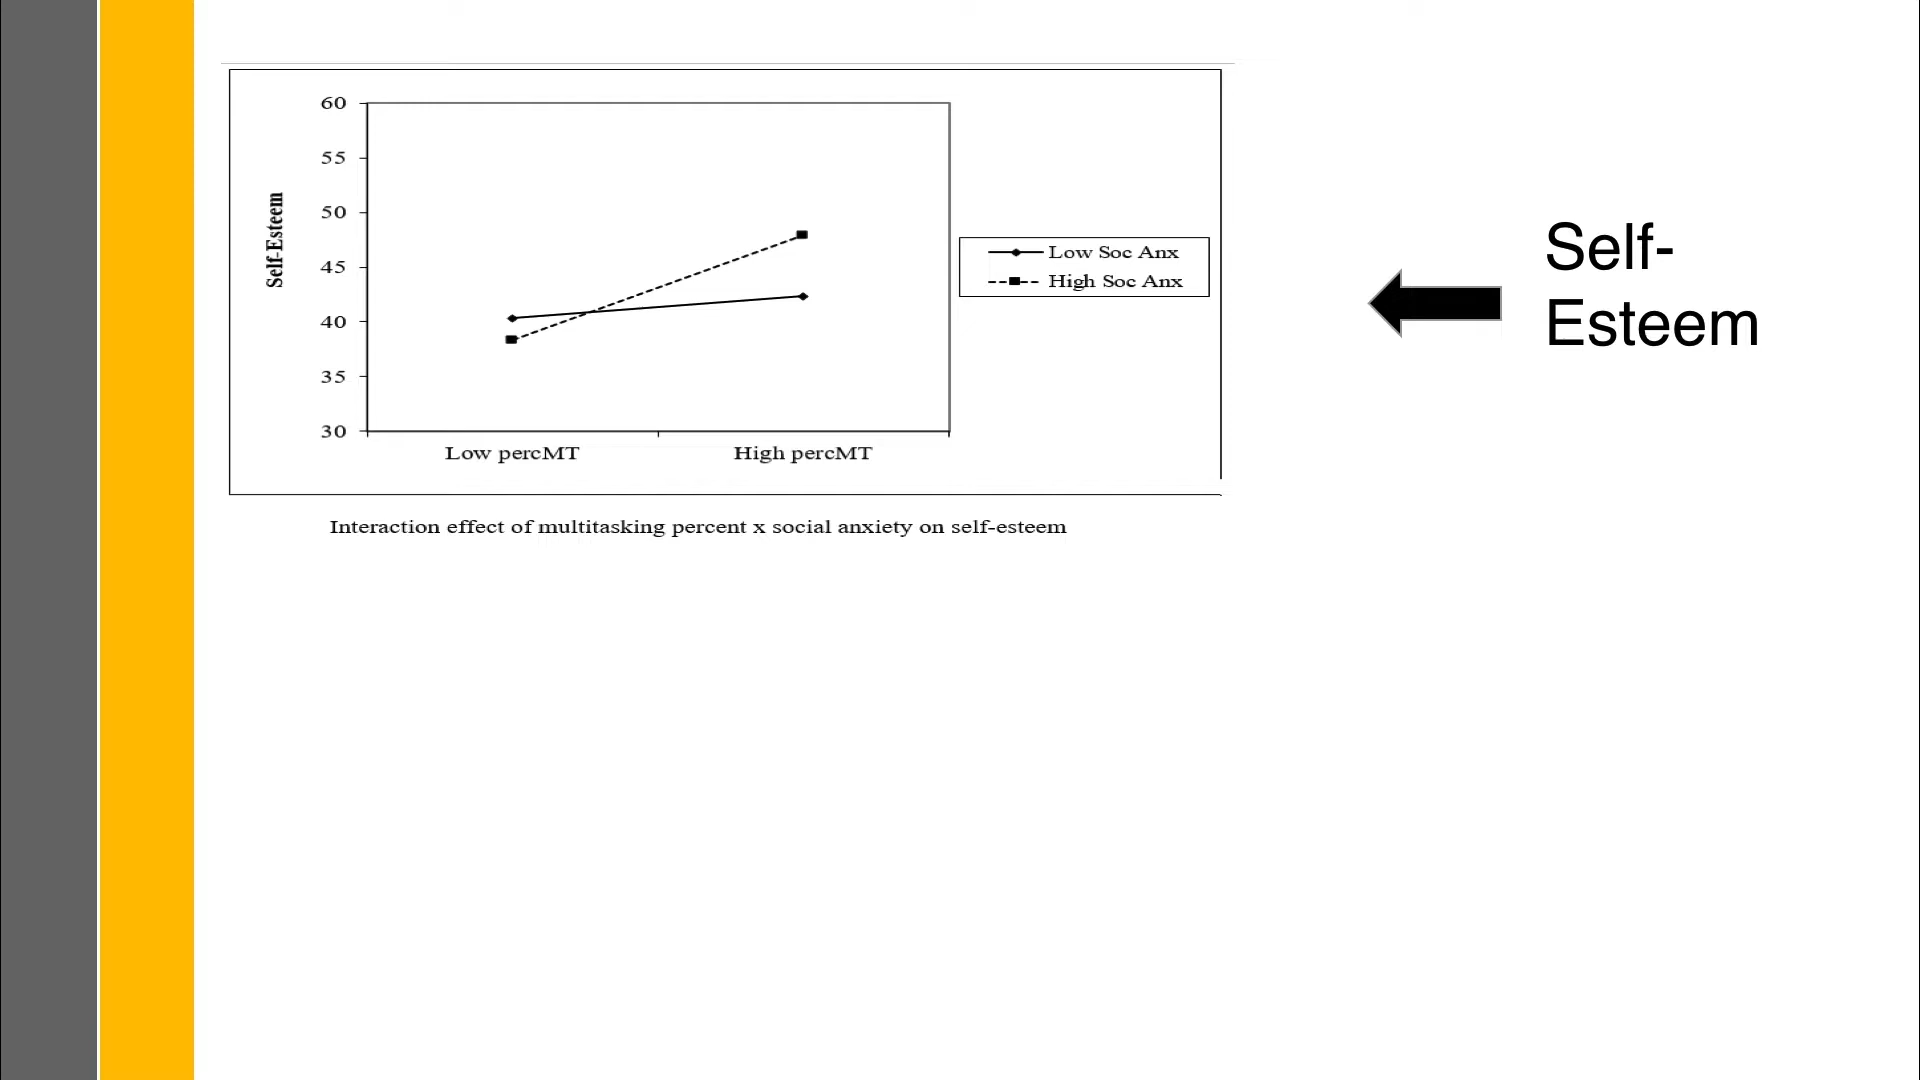 60
55
50
45
40
35
30
Self-Esteem
Low percMT
High percMT
Low Soc Anx
High Soc Anx
Interaction effect of multitasking percent x social anxiety on self-esteem
Self-
Esteem